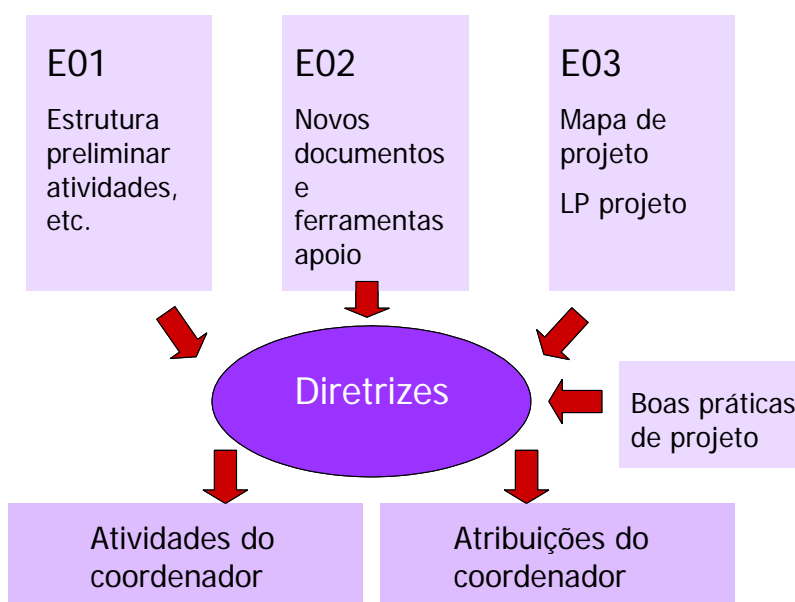 E01
Estrutura
preliminar
atividades,
etc.
E02
Novos
documentos
e
ferramentas
apoio
E03
Mapa de
projeto
LP projeto
Diretrizes
Boas práticas
de projeto
Atividades do
coordenador
Atribuições do
coordenador